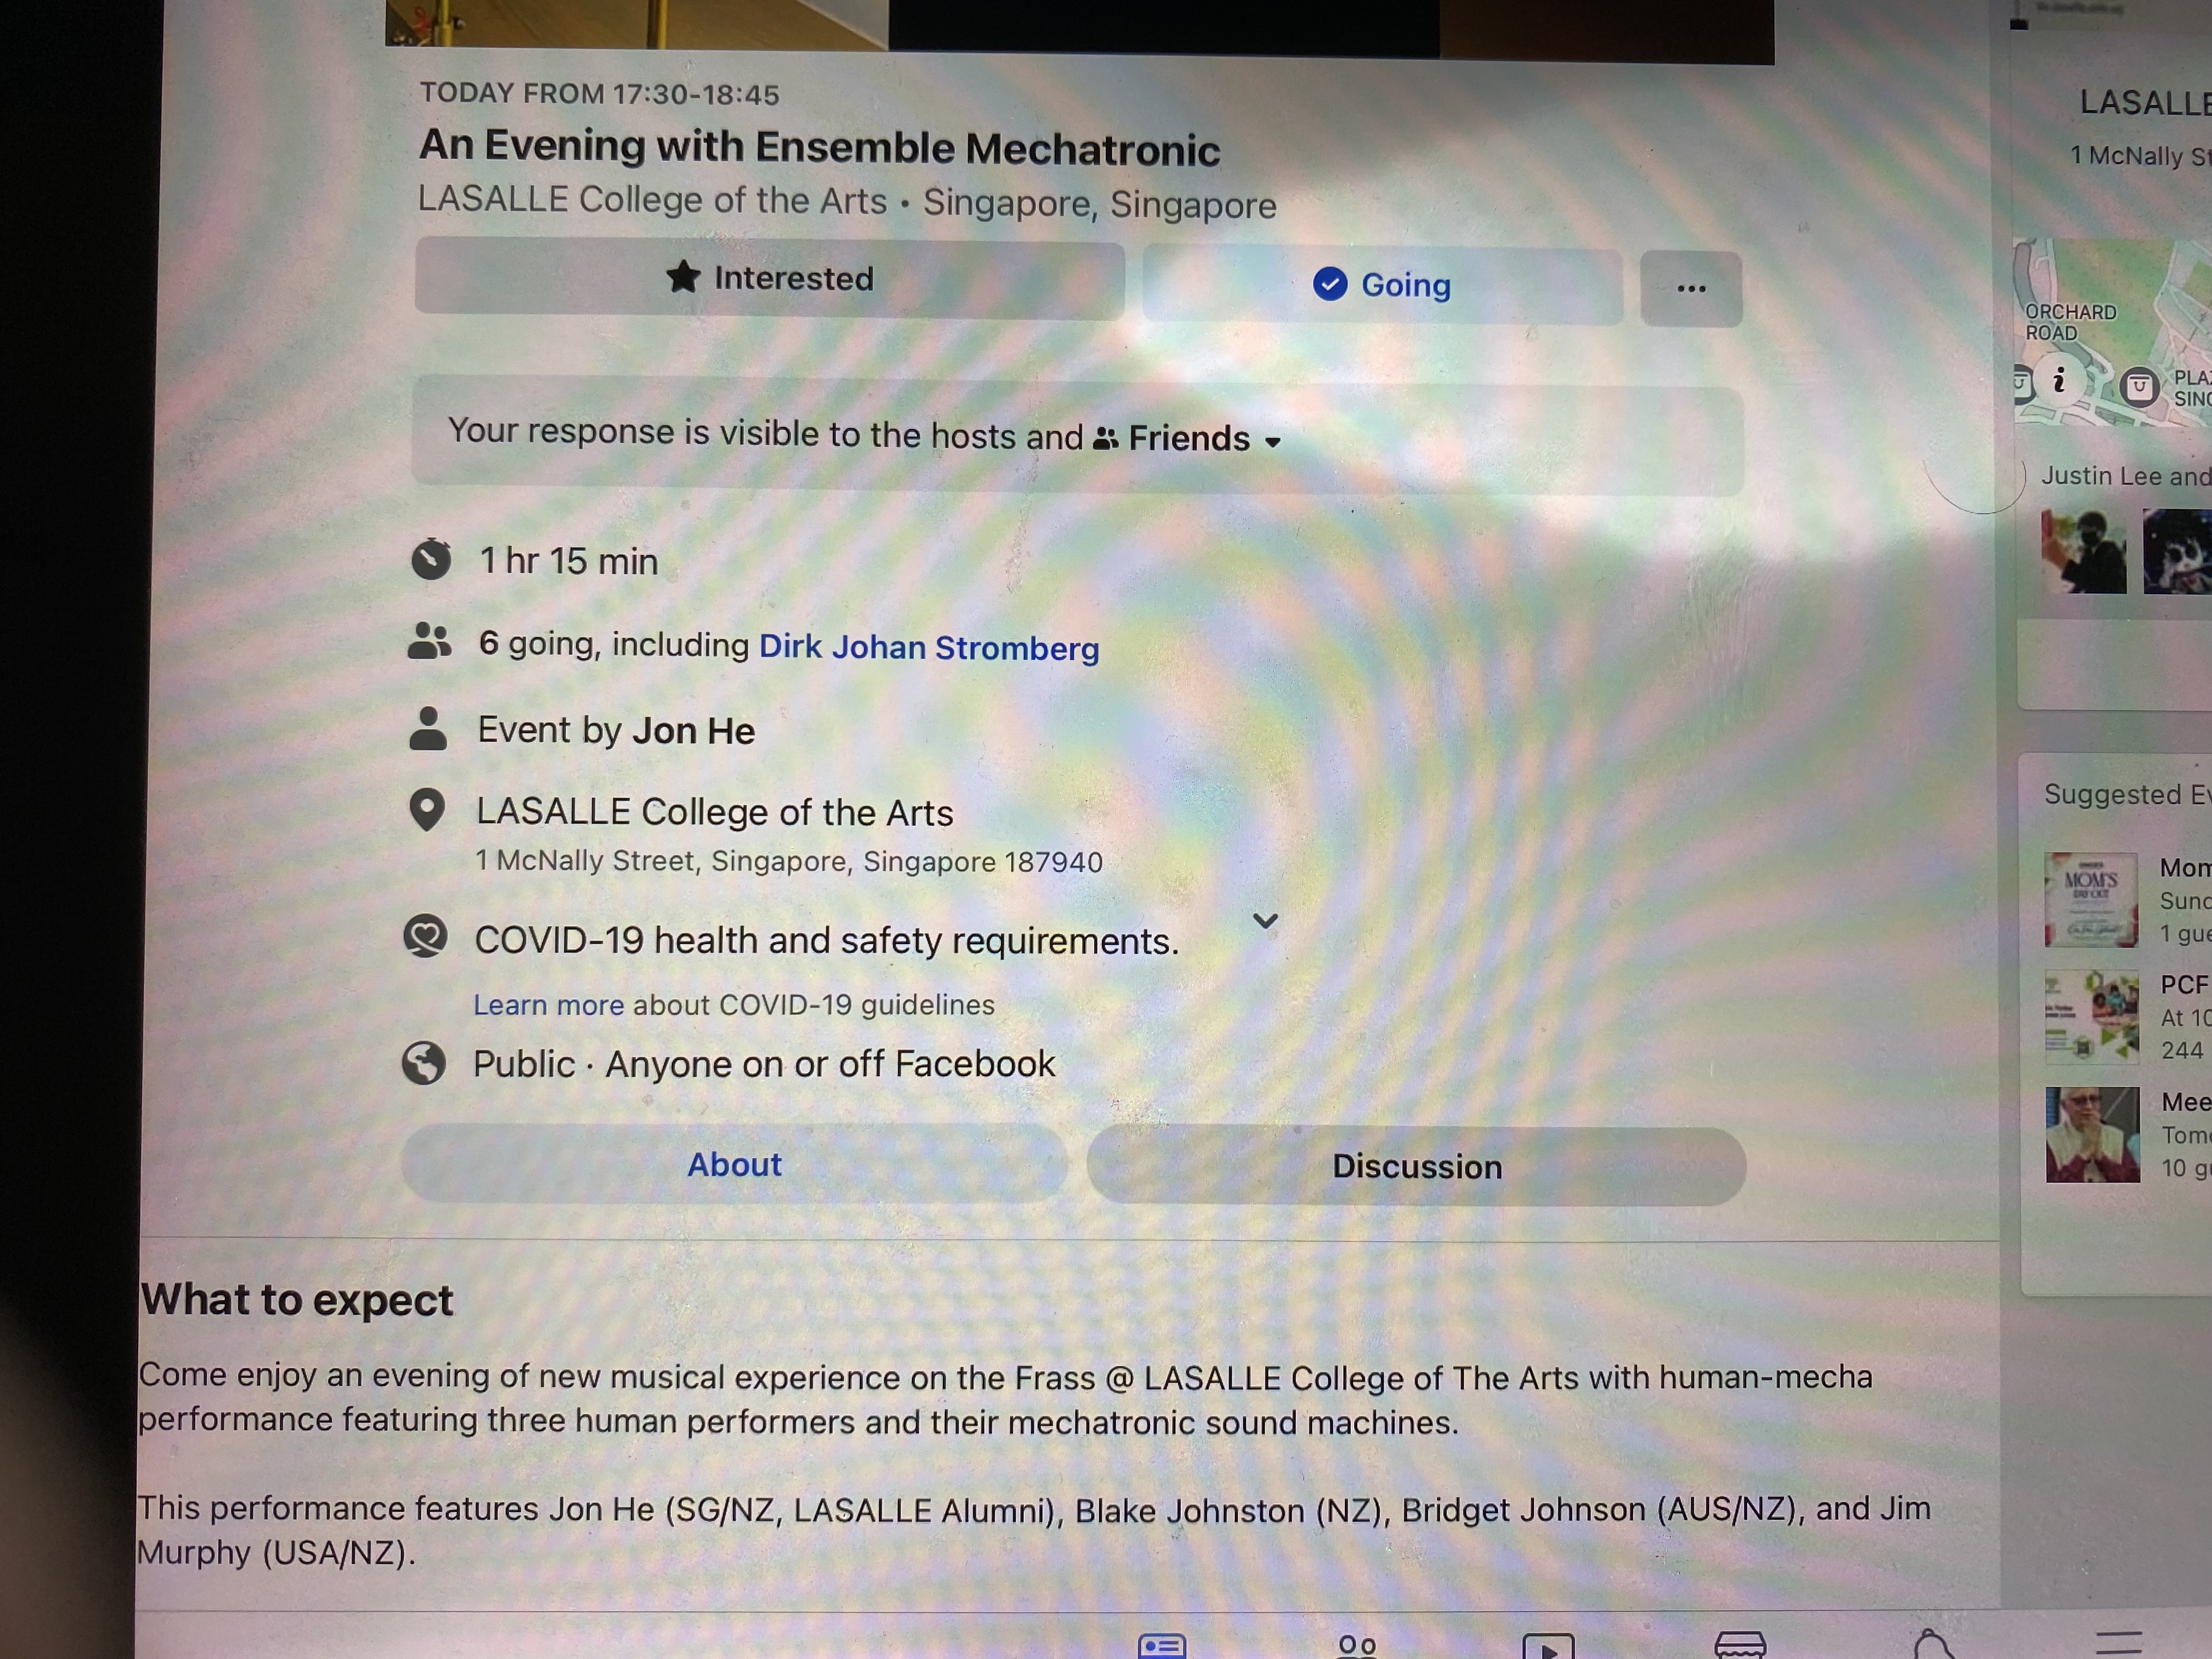 TODAY FROM 17:30-18:45
An Evening with Ensemble Mechatronic
LASALLE College of the Arts • Singapore, Singapore
Interested
Going
...
Your response is visible to the hosts and Friends
1 hr 15 min
6 going, including Dirk Johan Stromberg
Event by Jon He
LASALLE College of the Arts
1 McNally Street, Singapore, Singapore 187940
COVID-19 health and safety requirements.
Learn more about COVID-19 guidelines
Public · Anyone on or off Facebook
About
Discussion
What to expect
Come enjoy an evening of new musical experience on the Frass @ LASALLE College of The Arts with human-mecha
performance featuring three human performers and their mechatronic sound machines.
This performance features Jon He (SG/NZ, LASALLE Alumni), Blake Johnston (NZ), Bridget Johnson (AUS/NZ), and Jim
Murphy (USA/NZ).
LASALLE
1 McNally St
ORCHARD
ROAD
PLAZ
SING
Justin Lee and
Suggested Ev
MOM'S
DAY OUT
Mom
Sund
1 gue
PCF
At 10
244
Mee
Tomo
10 gu